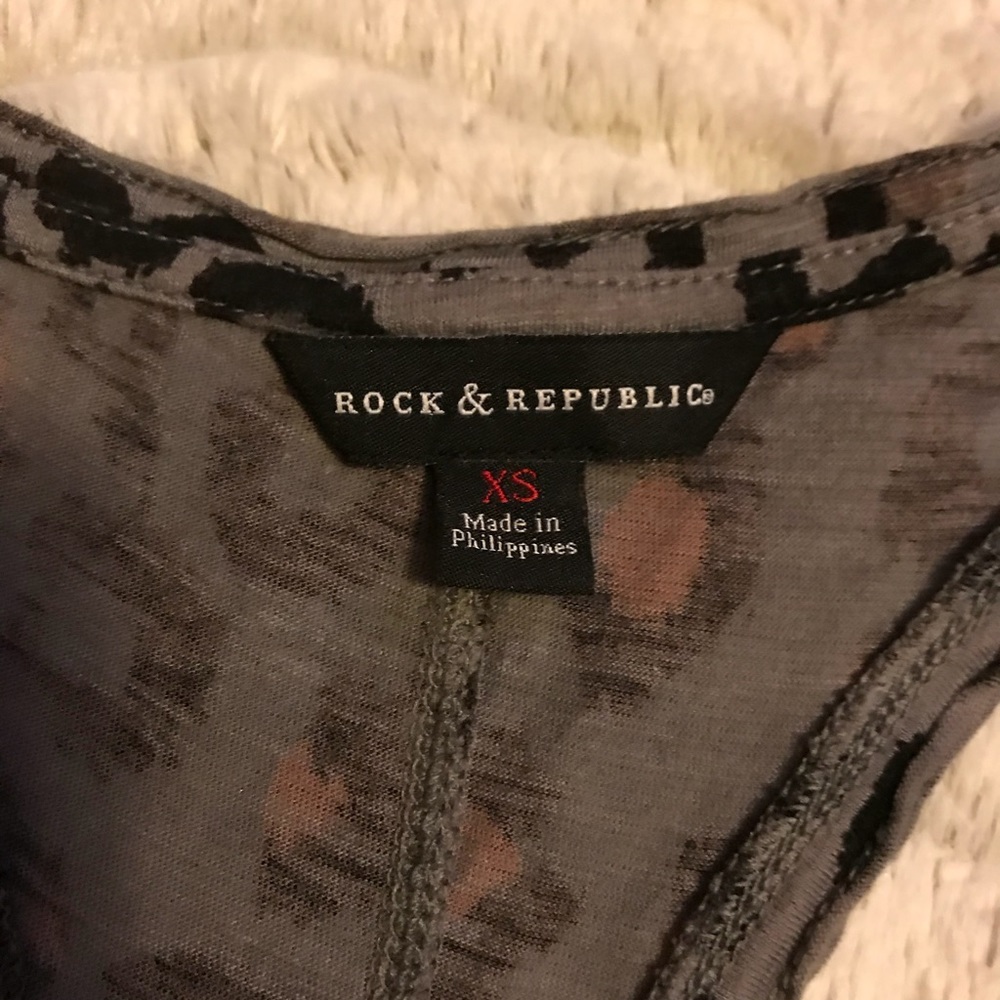 ROCK & REPUBLIC®
XS
Made in
Philippines